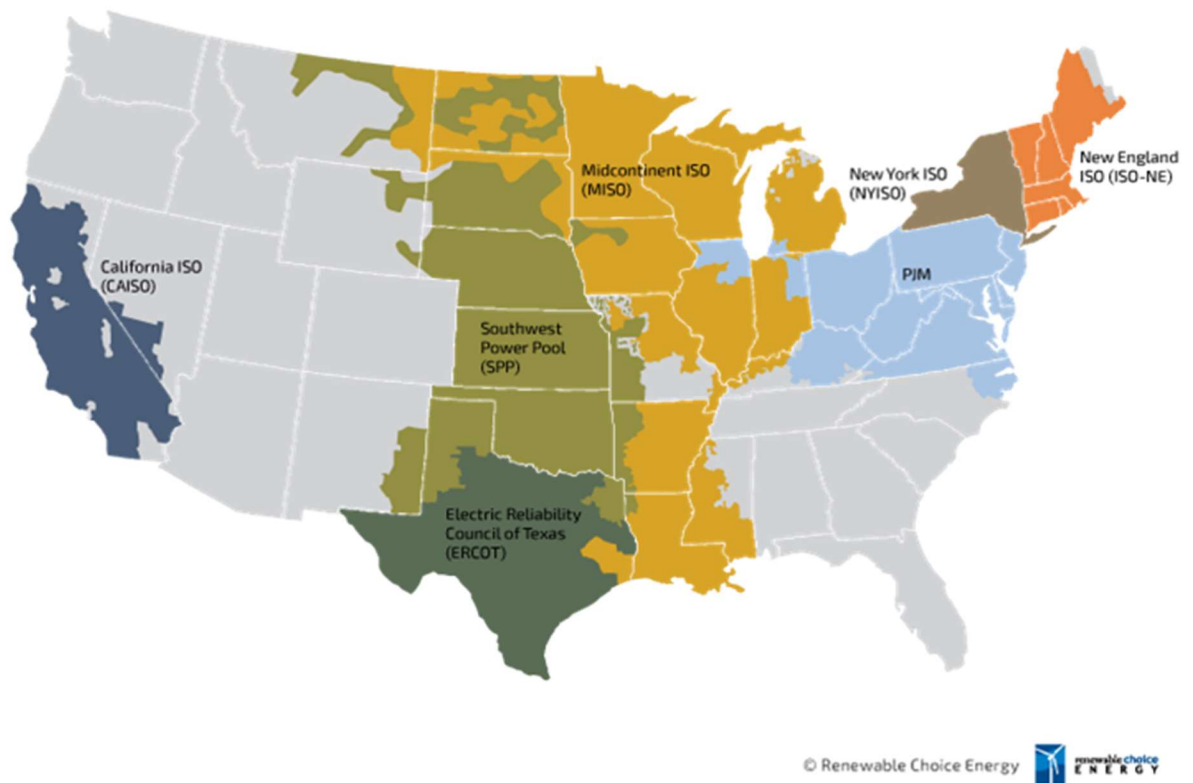 Midcontinent ISO
(MISO)
New York ISO
(NYISO)
New England
ISO (ISO-NE)
California ISO
(CAISO)
PJM
Southwest
Power Pool
(SPP)
Electric Reliability
Council of Texas
(ERCOT)
© Renewable Choice Energy
renewable choice
ENERGY